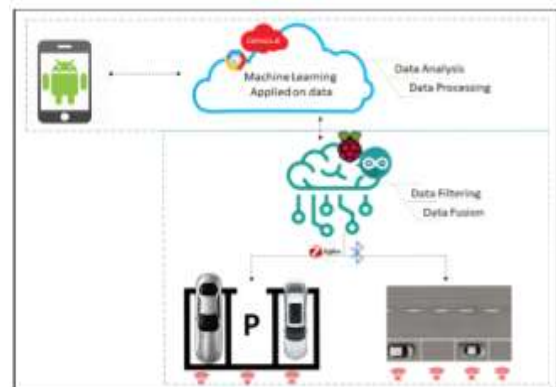 Machine Learning
Applied on data
Data Analysis
Data Processing
Data Filtering
Data Fusion
P